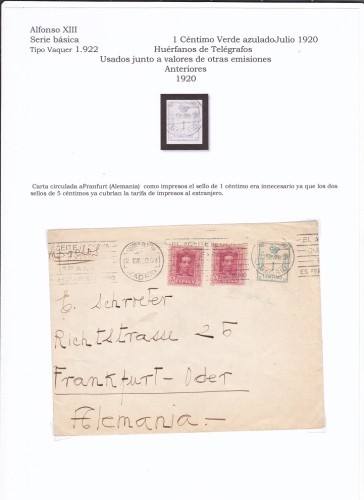 Alfonso XIII
Serie básica
Tipo Vaquer 1.922
1 Céntimo Verde azuladoJulio 1920
Huérfanos de Telégrafos
Usados junto a valores de otras emisiones
Anteriores
1920
Carta circulada aFranfurt (Alemania) como impresos el sello de 1 céntimo era innecesario ya que los dos
sellos de 5 céntimos ya cubrian la tarifa de impresos al extranjero.
Impresos
E. Schroeter
Richtstrasse 26
Frankfurt-Oder
Alemania.-